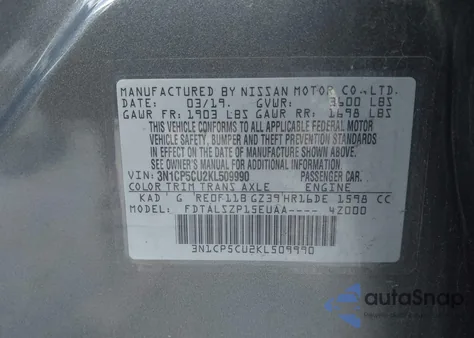 MANUFACTURED BY NISSAN MOTOR CO., LTD.
DATE: 03/19. GVWR: 3600 LBS
GAWR FR: 1903 LBS GAWR RR: 1698 LBS
THIS VEHICLE CONFORMS TO ALL APPLICABLE FEDERAL MOTOR
VEHICLE SAFETY, BUMPER AND THEFT PREVENTION STANDARDS
IN EFFECT ON THE DATE OF MANUFACTURE SHOWN ABOVE.
SEE OWNER'S MANUAL FOR ADDITIONAL INFORMATION
VIN: 3N1CP5CU2KL509990 PASSENGER CAR
COLOR TRIM TRANS AXLE ENGINE
KAD G RE0F11B GZ39 HR16DE 1598 CC
MODEL: FDTALSZP15EUAA---- 42000
3N1CP5CU2KL509990
autoSnap